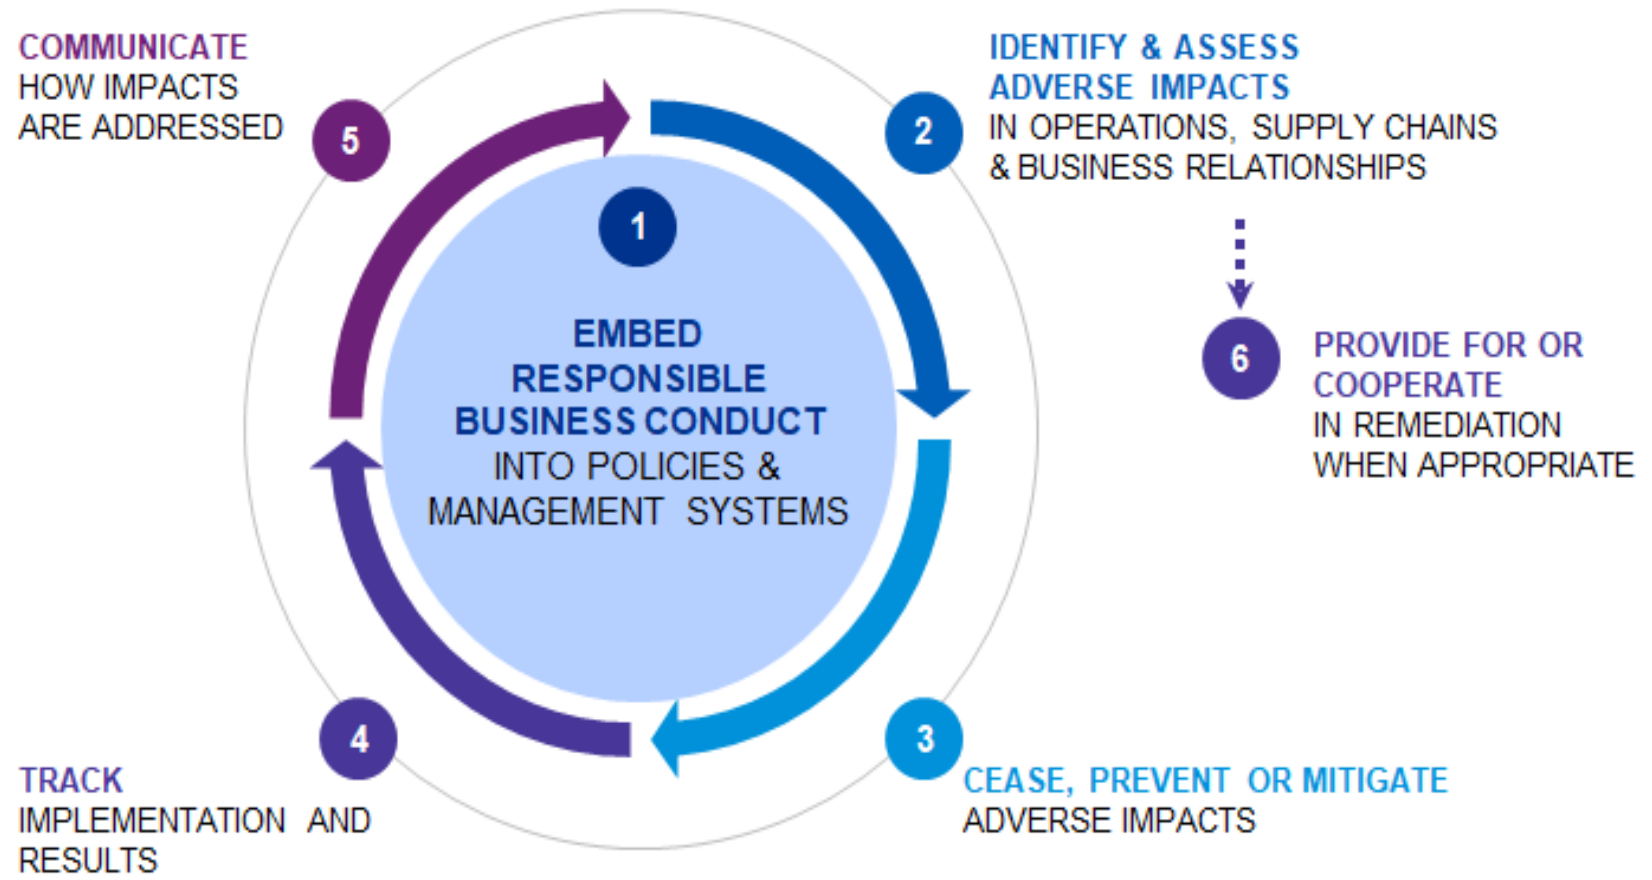 COMMUNICATE
HOW IMPACTS
ARE ADDRESSED
5
1
EMBED
RESPONSIBLE
BUSINESS CONDUCT
INTO POLICIES &
MANAGEMENT SYSTEMS
2
IDENTIFY & ASSESS
ADVERSE IMPACTS
IN OPERATIONS, SUPPLY CHAINS
& BUSINESS RELATIONSHIPS
6
PROVIDE FOR OR
COOPERATE
IN REMEDIATION
WHEN APPROPRIATE
3
CEASE, PREVENT OR MITIGATE
ADVERSE IMPACTS
4
TRACK
IMPLEMENTATION AND
RESULTS